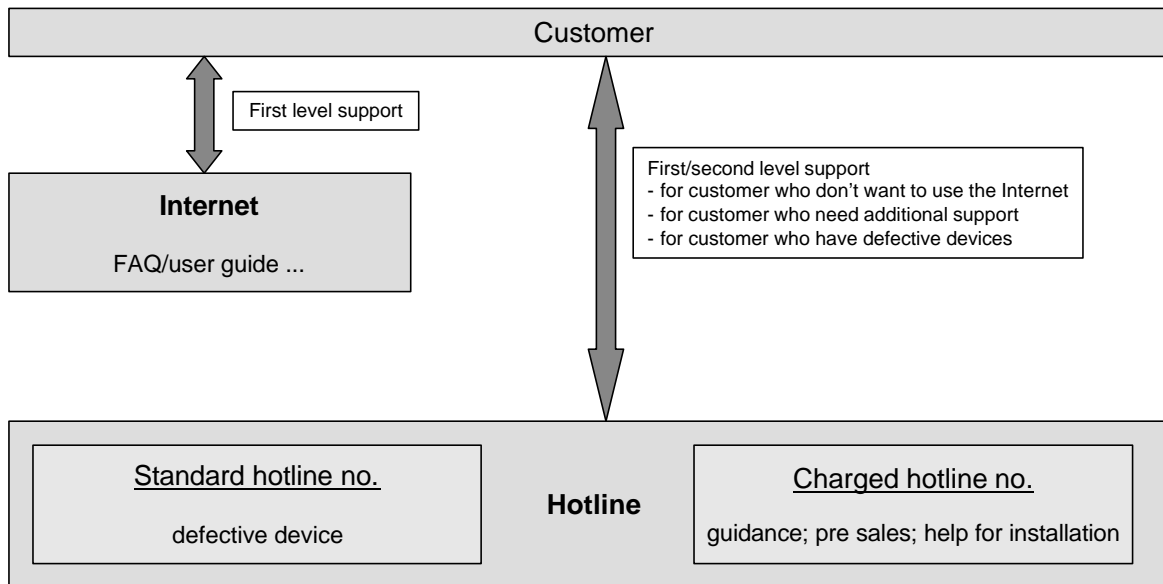 Customer
First level support
First/second level support
- for customer who don’t want to use the Internet
- for customer who need additional support
- for customer who have defective devices
Internet
FAQ/user guide ...
Standard hotline no.
defective device
Hotline
Charged hotline no.
guidance; pre sales; help for installation